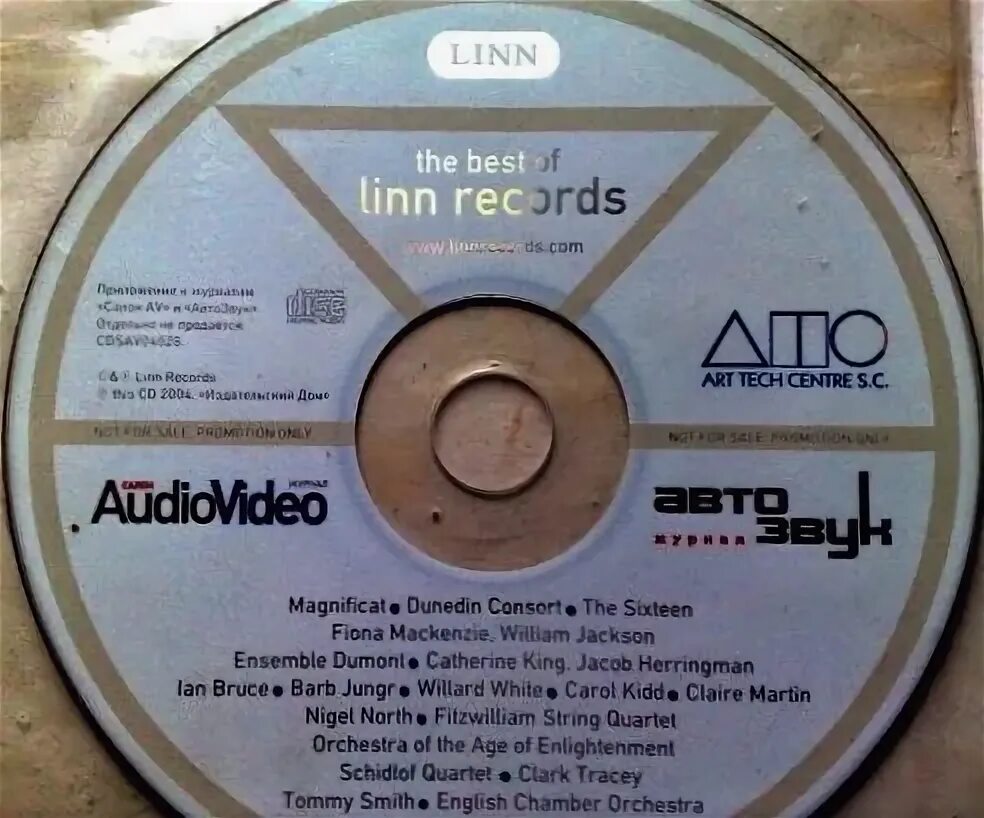 LINN
the best of
linn records
www.linnrecords.com
Приложение к журналам
«Салон AV» и «АвтоЗвук».
Отдельно не продается
© & ℗ Linn Records
℗ this CD 2004, «Издательский Дом»
ART TECH CENTRE S.C.
NOT FOR SALE. PROMOTION ONLY
NOT FOR SALE. PROMOTION ONLY
САЛОН
AudioVideo
авто
журнал звук
Magnificat • Dunedin Consort • The Sixteen
Fiona Mackenzie, William Jackson
Ensemble Dumont • Catherine King, Jacob Herringman
Ian Bruce • Barb Jungr • Willard White • Carol Kidd • Claire Martin
Nigel North • Fitzwilliam String Quartet
Orchestra of the Age of Enlightenment
Schidlof Quartet • Clark Tracey
Tommy Smith • English Chamber Orchestra